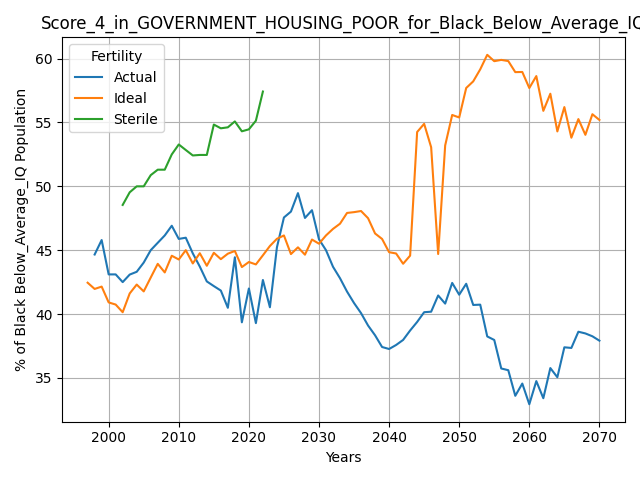 Score_4_in_GOVERNMENT_HOUSING_POOR_for_Black_Below_Average_IQ
Fertility
Actual
Ideal
Sterile
% of Black Below_Average_IQ Population
60
55
50
45
40
35
2000 2010 2020 2030 2040 2050 2060 2070
Years